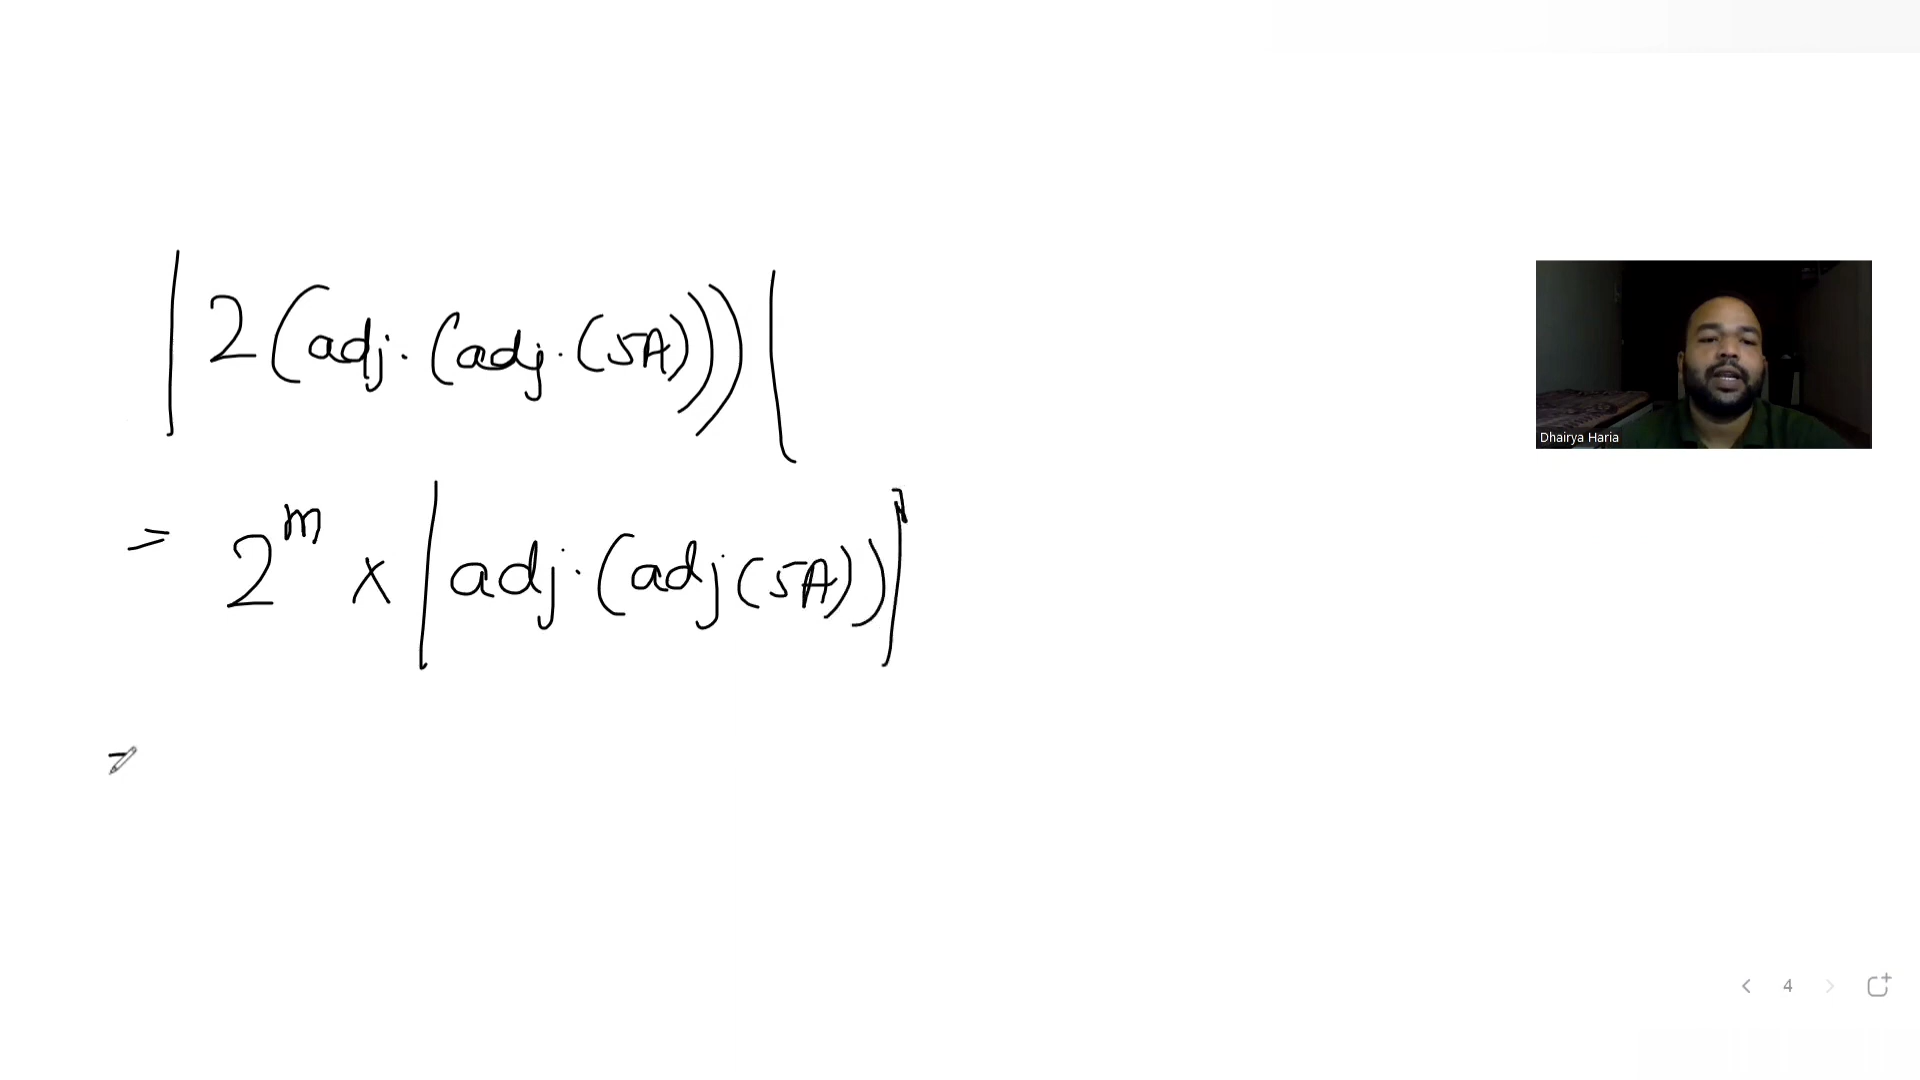 |2(adj.(adj.(5A)))|
= 2^m x |adj.(adj(5A))|
=
Dhairya Haria
4